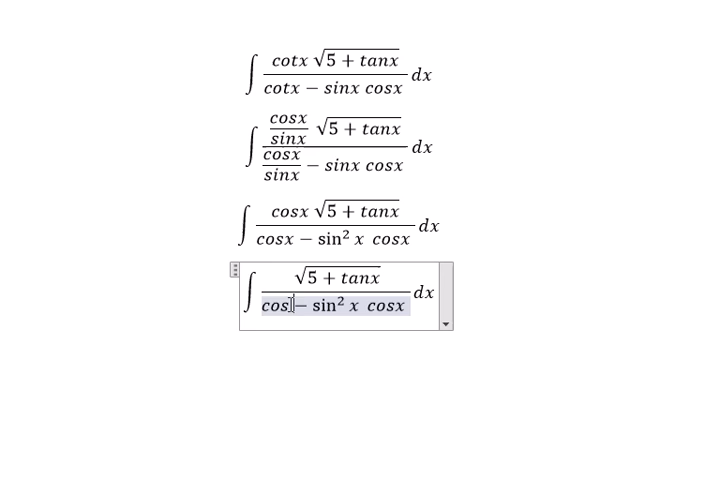 ∫ (cotx √(5 + tanx)) / (cotx − sinx cosx) dx
∫ ((cosx / sinx) √(5 + tanx)) / ((cosx / sinx) − sinx cosx) dx
∫ (cosx √(5 + tanx)) / (cosx − sin² x cosx) dx
∫ √(5 + tanx) / (cos − sin² x cosx) dx